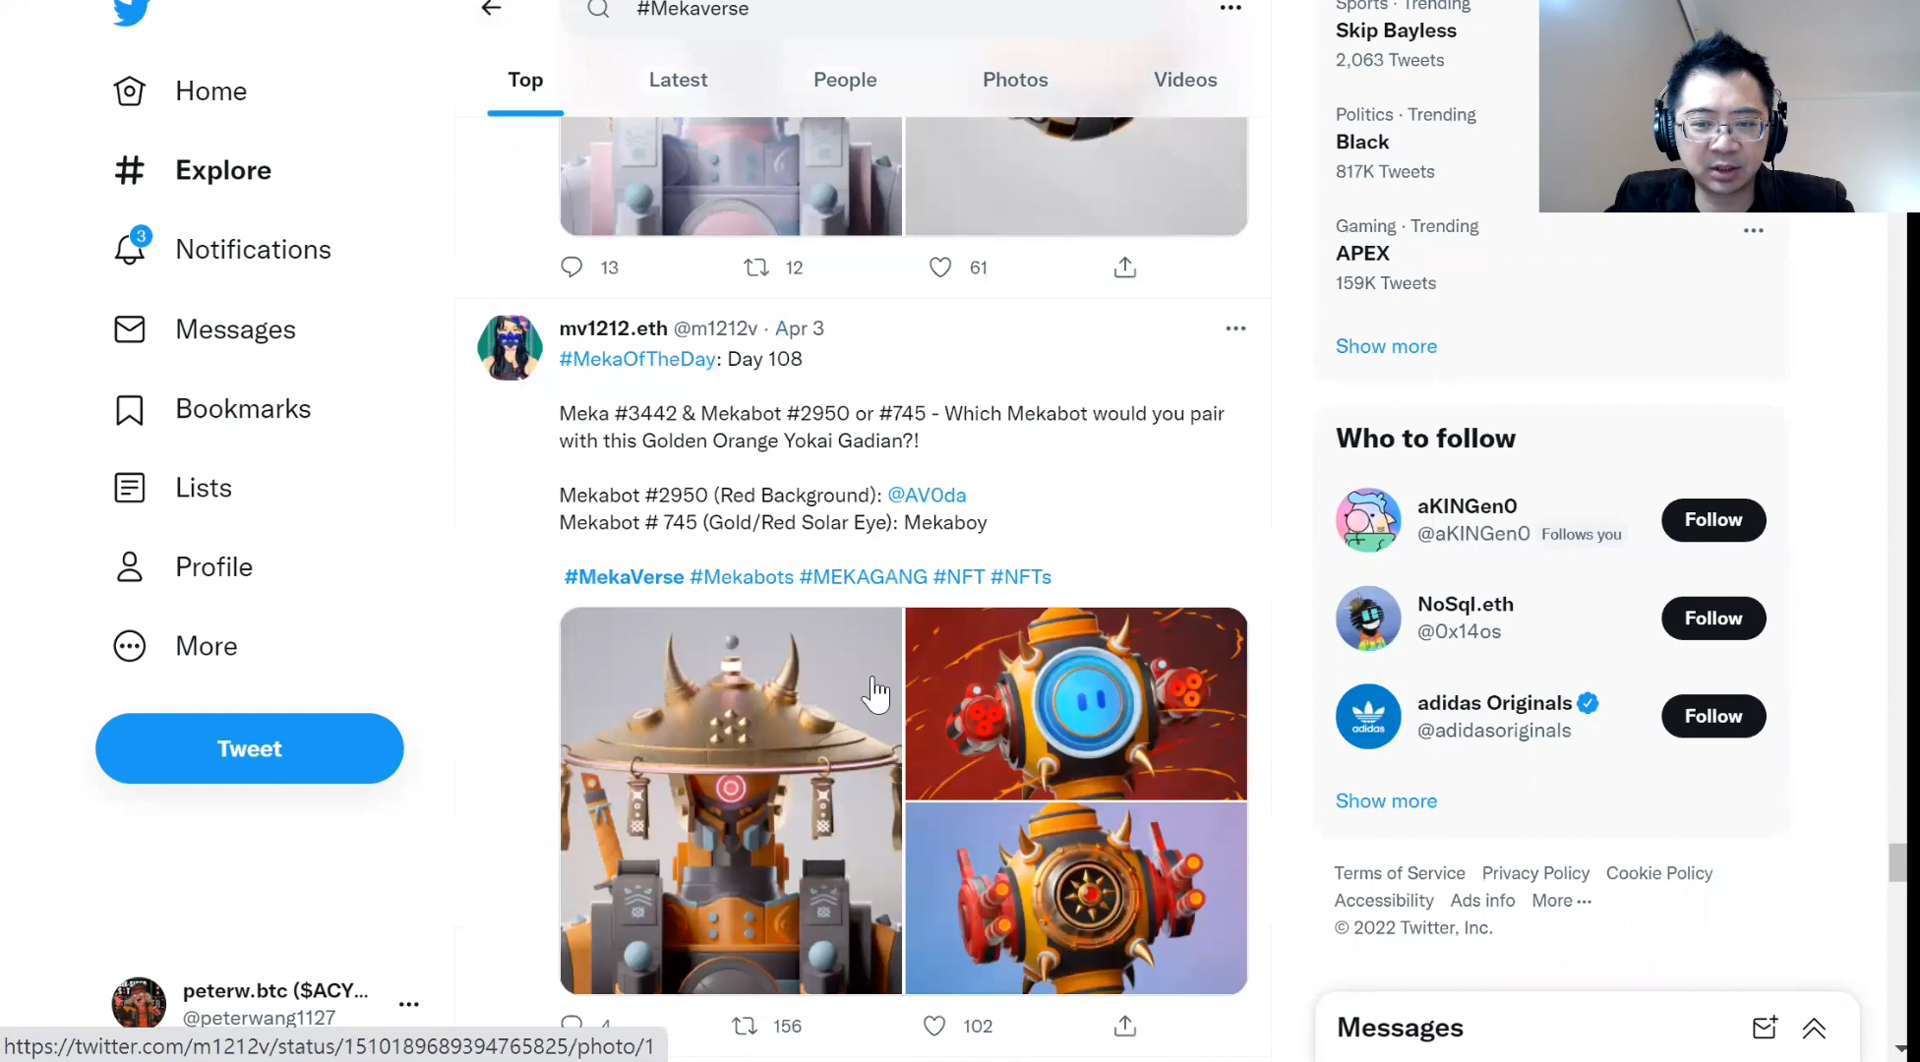 #Mekaverse
Top
Latest
People
Photos
Videos
Home
Explore
3
Notifications
Messages
Bookmarks
Lists
Profile
More
Tweet
peterw.btc ($ACY...
@peterwang1127
13
12
61
mv1212.eth @m1212v · Apr 3
#MekaOfTheDay: Day 108
Meka #3442 & Mekabot #2950 or #745 - Which Mekabot would you pair
with this Golden Orange Yokai Gadian?!
Mekabot #2950 (Red Background): @AV0da
Mekabot # 745 (Gold/Red Solar Eye): Mekaboy
#MekaVerse #Mekabots #MEKAGANG #NFT #NFTs
4
156
102
Sports · Trending
Skip Bayless
2,063 Tweets
Politics · Trending
Black
817K Tweets
Gaming · Trending
APEX
159K Tweets
Show more
Who to follow
aKINGen0
@aKINGen0 Follows you
Follow
NoSql.eth
@0x14os
Follow
adidas
adidas Originals
@adidasoriginals
Follow
Show more
Terms of Service Privacy Policy Cookie Policy
Accessibility Ads info More ···
© 2022 Twitter, Inc.
Messages
https://twitter.com/m1212v/status/1510189689394765825/photo/1